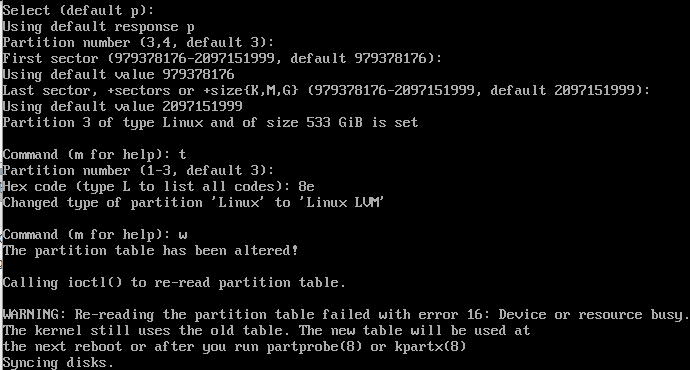 Select (default p):
Using default response p
Partition number (3,4, default 3):
First sector (979378176-2097151999, default 979378176):
Using default value 979378176
Last sector, +sectors or +size{K,M,G} (979378176-2097151999, default 2097151999):
Using default value 2097151999
Partition 3 of type Linux and of size 533 GiB is set
Command (m for help): t
Partition number (1-3, default 3):
Hex code (type L to list all codes): 8e
Changed type of partition 'Linux' to 'Linux LVM'
Command (m for help): w
The partition table has been altered!
Calling ioctl() to re-read partition table.
WARNING: Re-reading the partition table failed with error 16: Device or resource busy.
The kernel still uses the old table. The new table will be used at
the next reboot or after you run partprobe(8) or kpartx(8)
Syncing disks.